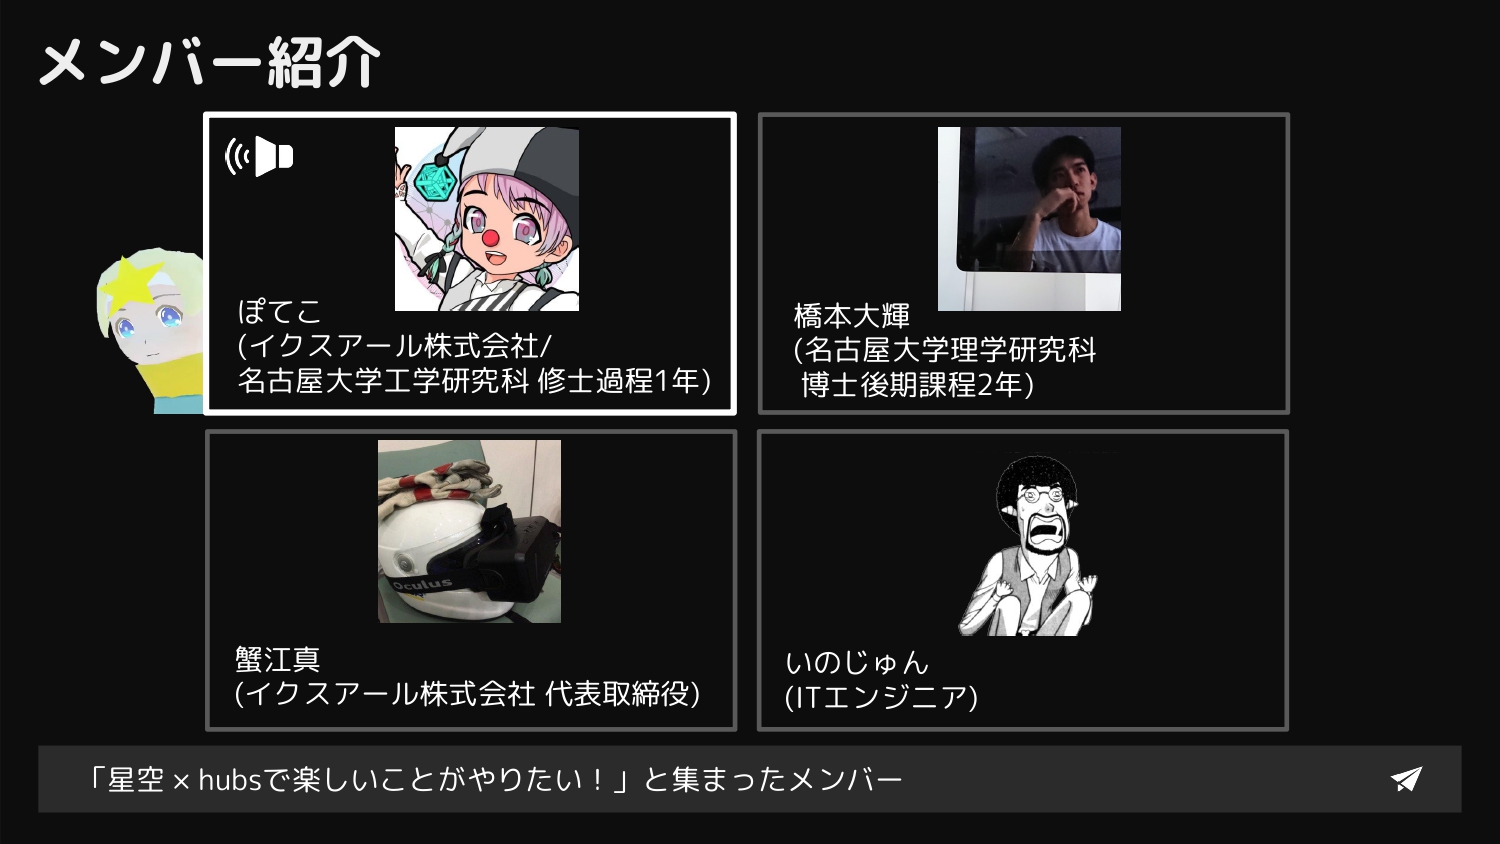 メンバー紹介
ぽてこ
(イクスアール株式会社/
名古屋大学工学研究科 修士過程1年)
橋本大輝
(名古屋大学理学研究科
博士後期課程2年)
Oculus
蟹江真
(イクスアール株式会社 代表取締役)
いのじゅん
(ITエンジニア)
「星空 × hubsで楽しいことがやりたい！」と集まったメンバー